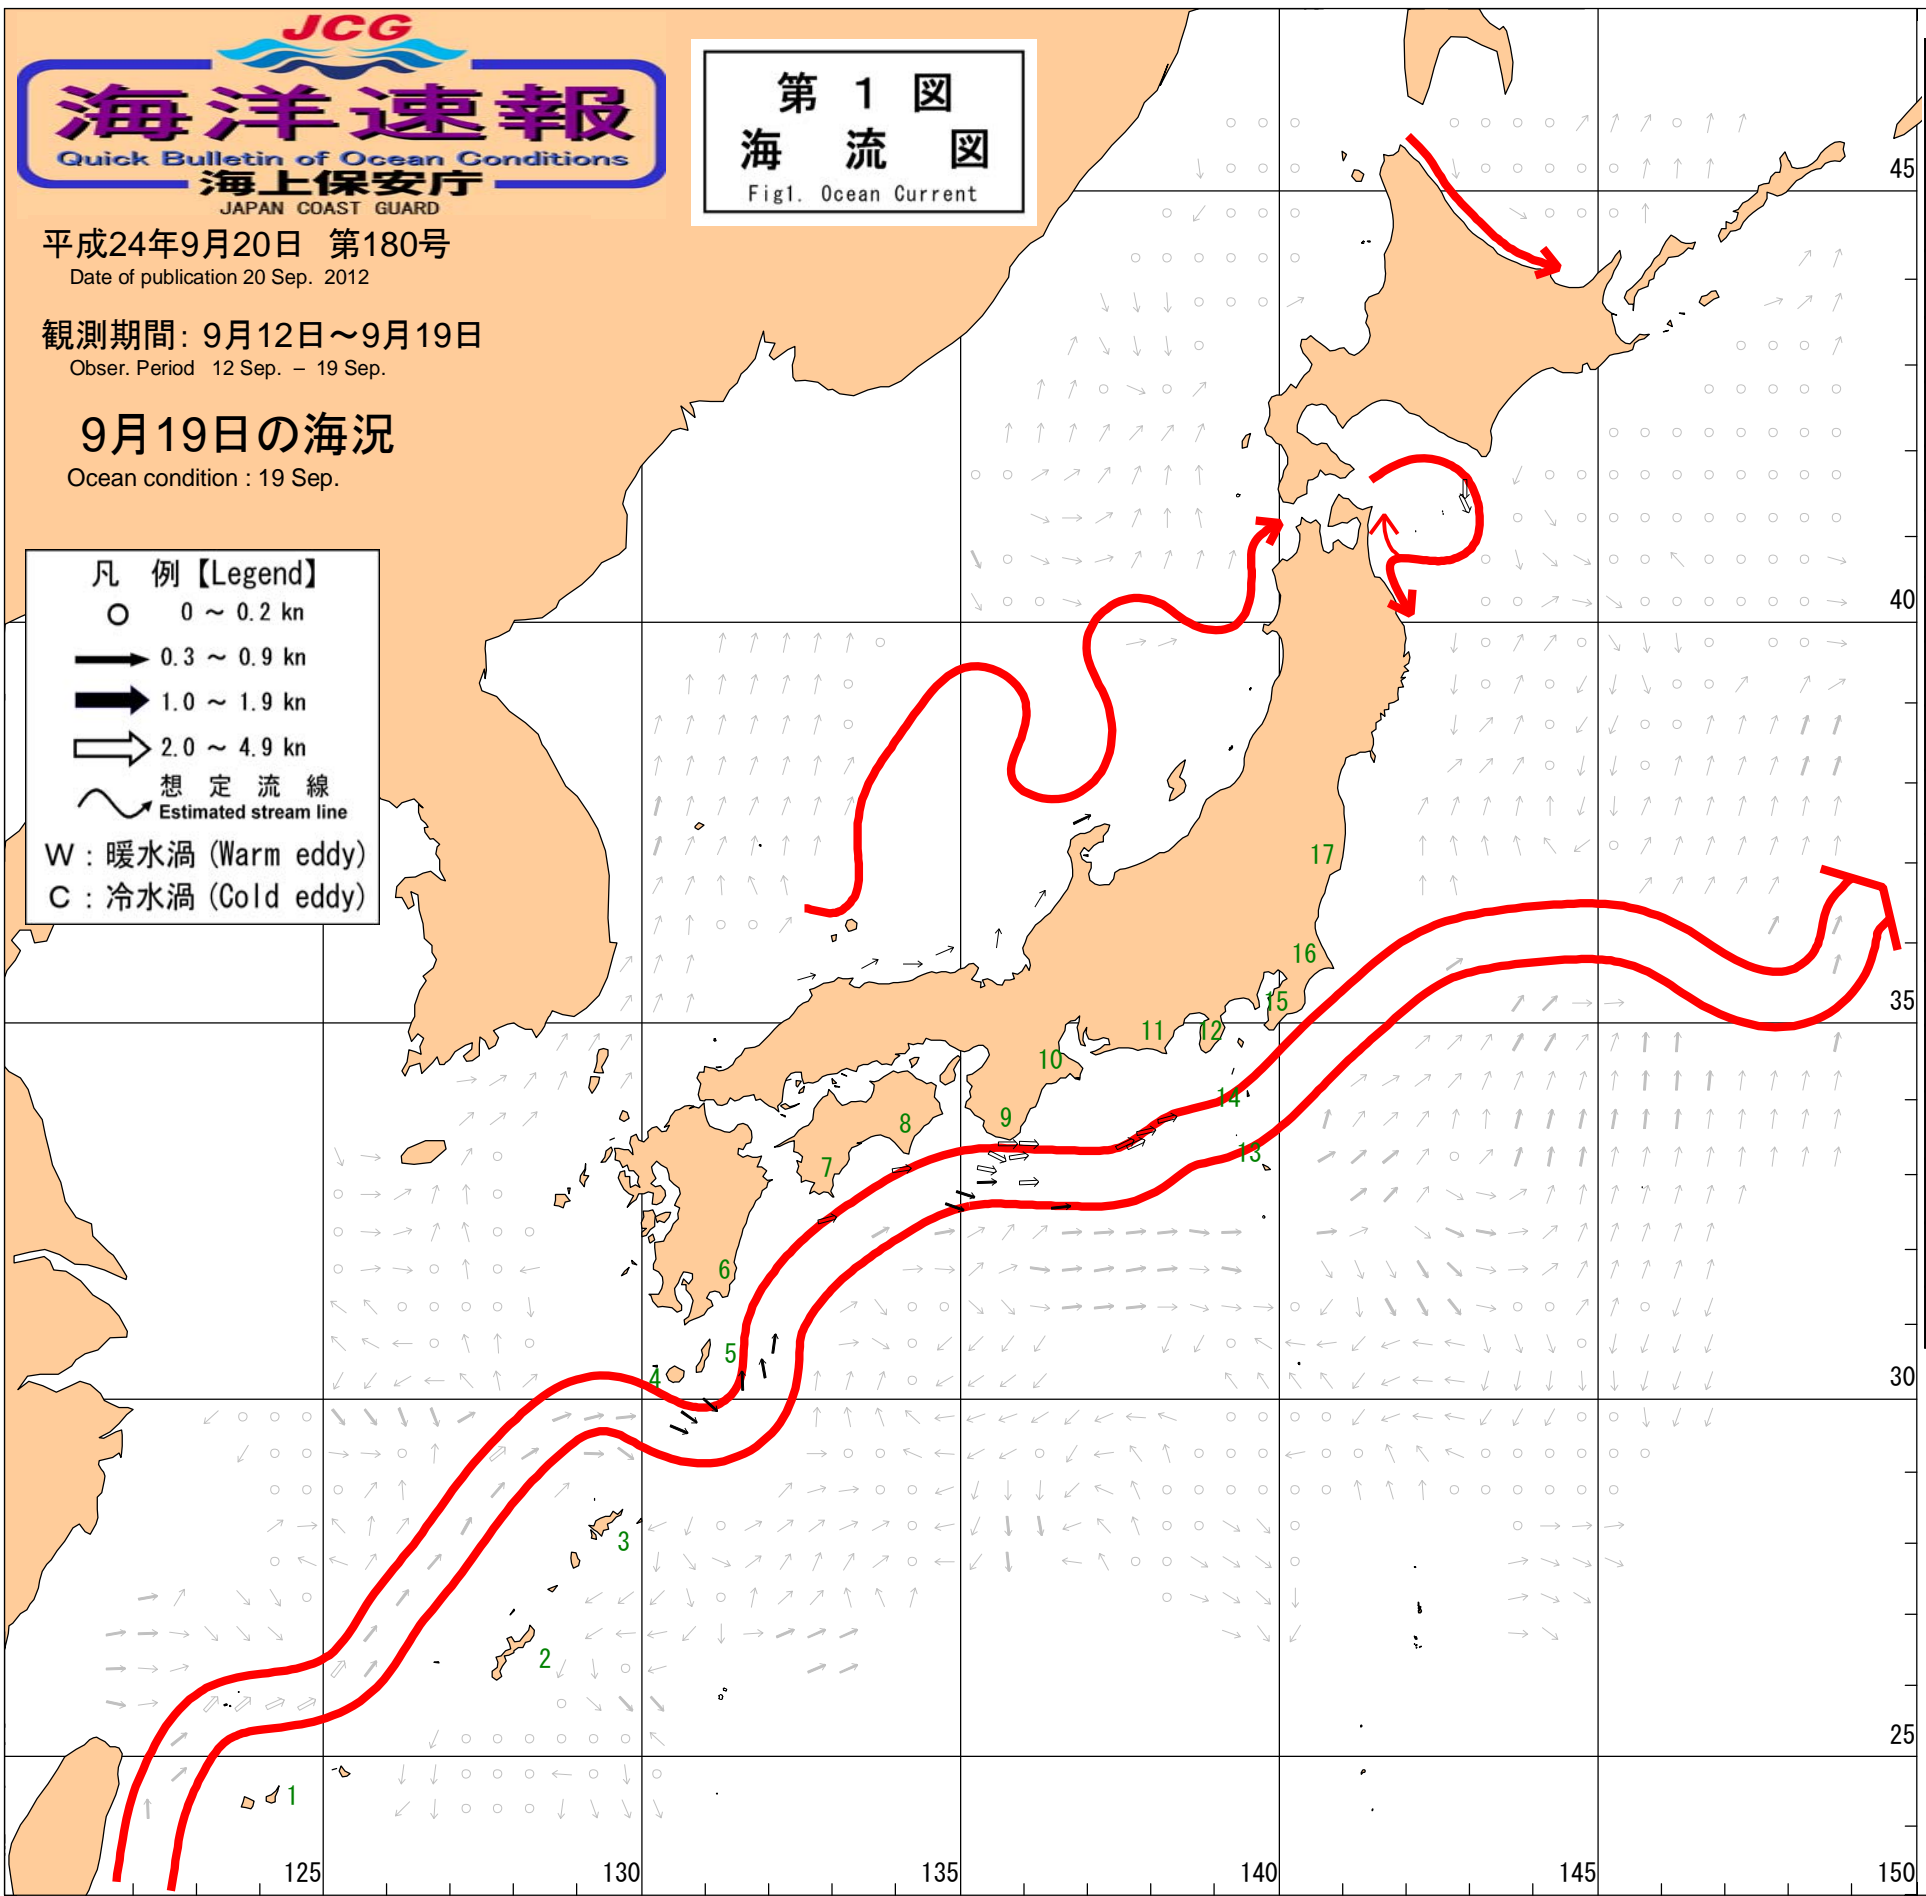 JCG
海洋速報
Quick Bulletin of Ocean Conditions
海上保安庁
JAPAN COAST GUARD
第 1 図
海 流 図
Fig1. Ocean Current
平成24年9月20日 第180号
Date of publication 20 Sep. 2012
観測期間: 9月12日～9月19日
Obser. Period 12 Sep. – 19 Sep.
9月19日の海況
Ocean condition : 19 Sep.
凡 例【Legend】
0 ～ 0.2 kn
0.3 ～ 0.9 kn
1.0 ～ 1.9 kn
2.0 ～ 4.9 kn
想 定 流 線
Estimated stream line
W : 暖水渦 (Warm eddy)
C : 冷水渦 (Cold eddy)
45
40
35
30
25
17
16
15
14
13
12
11
10
9
8
7
6
5
4
3
2
1
125
130
135
140
145
150